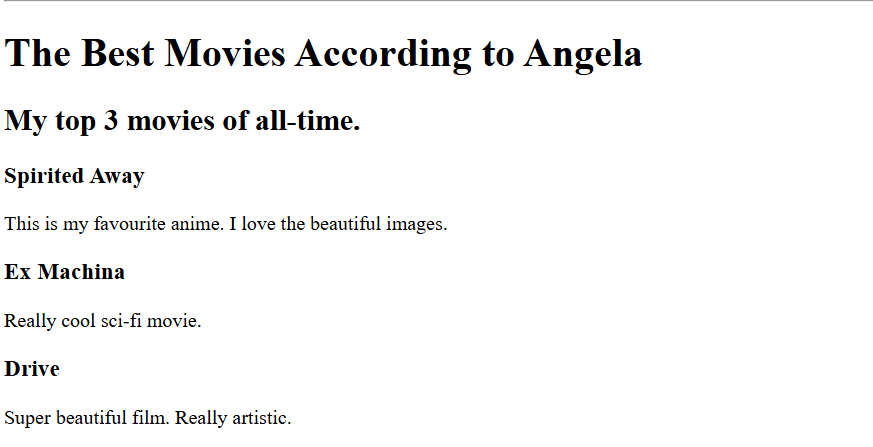 The Best Movies According to Angela
My top 3 movies of all-time.
Spirited Away
This is my favourite anime. I love the beautiful images.
Ex Machina
Really cool sci-fi movie.
Drive
Super beautiful film. Really artistic.